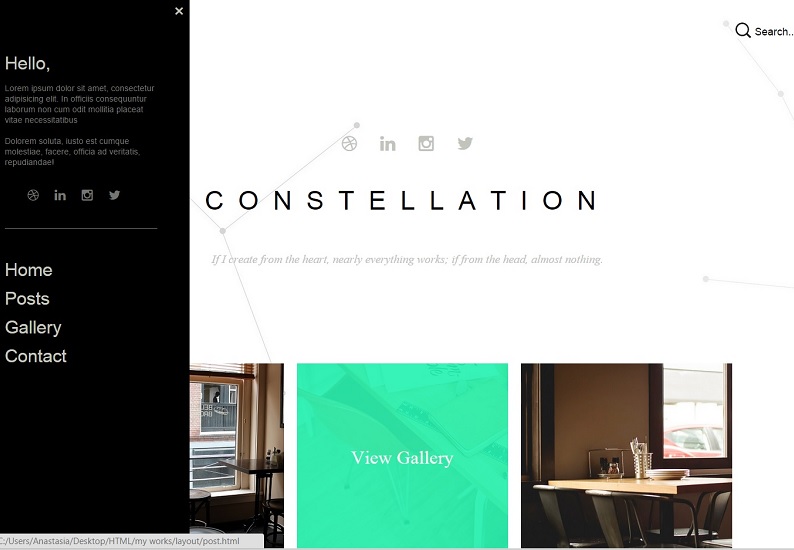 ×
Hello,
Lorem ipsum dolor sit amet, consectetur
adipisicing elit. In officiis consequuntur
laborum non cum odit mollitia placeat
vitae necessitatibus
Dolorem soluta, iusto est cumque
molestiae, facere, officia ad veritatis,
repudiandae!
Home
Posts
Gallery
Contact
Search..
CONSTELLATION
If I create from the heart, nearly everything works; if from the head, almost nothing.
View Gallery
C:/Users/Anastasia/Desktop/HTML/my works/layout/post.html